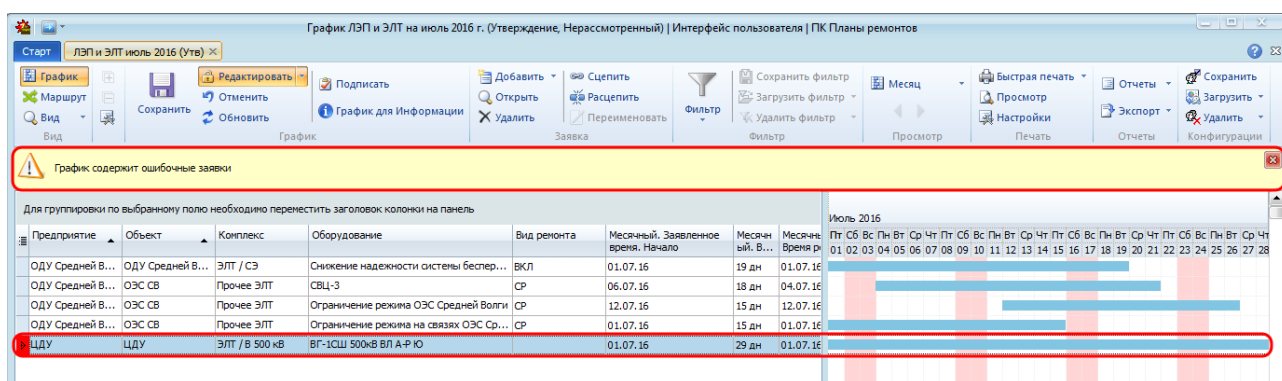 График ЛЭП и ЭЛТ на июль 2016 г. (Утверждение, Нерассмотренный) | Интерфейс пользователя | ПК Планы ремонтов
Старт ЛЭП и ЭЛТ июль 2016 (Утв)
График Редактировать Подписать Добавить Сцепить Сохранить фильтр Месяц Быстрая печать Отчеты Сохранить
Маршрут Сохранить Отменить График для Информации Открыть Расцепить Фильтр Загрузить фильтр Просмотр Экспорт Загрузить
Вид Обновить Удалить Переименовать Удалить фильтр Настройки Удалить
Вид График Заявка Фильтр Просмотр Печать Отчеты Конфигурации
График содержит ошибочные заявки
Для группировки по выбранному полю необходимо переместить заголовок колонки на панель
Июль 2016
Предприятие Объект Комплекс Оборудование Вид ремонта Месячный. Заявленное время. Начало Месячный. В... Месячны Время р
Пт Сб Вс Пн Вт Ср Чт Пт Сб Вс Пн Вт Ср Чт Пт Сб Вс Пн Вт Ср Чт Пт Сб Вс Пн Вт Ср Чт
01 02 03 04 05 06 07 08 09 10 11 12 13 14 15 16 17 18 19 20 21 22 23 24 25 26 27 28
ОДУ Средней В... ОДУ Средней В... ЭЛТ / СЭ Снижение надежности системы беспер... ВКЛ 01.07.16 19 дн 01.07.16
ОДУ Средней В... ОЭС СВ Прочее ЭЛТ СВЦ-3 СР 06.07.16 18 дн 04.07.16
ОДУ Средней В... ОЭС СВ Прочее ЭЛТ Ограничение режима ОЭС Средней Волги СР 12.07.16 15 дн 12.07.16
ОДУ Средней В... ОЭС СВ Прочее ЭЛТ Ограничение режима на связях ОЭС Ср... СР 01.07.16 15 дн 01.07.16
ЦДУ ЦДУ ЭЛТ / В 500 кВ ВГ-1СШ 500кВ ВЛ А-Р Ю 01.07.16 29 дн 01.07.16